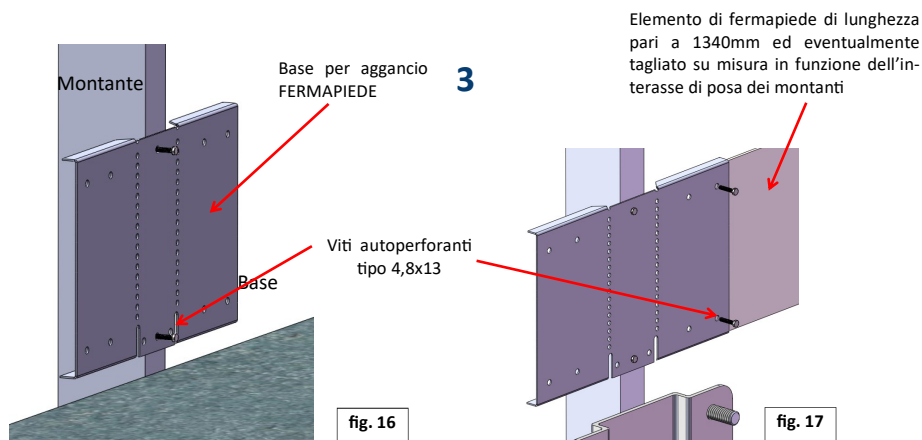 Elemento di fermapiede di lunghezza
pari a 1340mm ed eventualmente
tagliato su misura in funzione dell'in-
terasse di posa dei montanti
Montante
Base per aggancio
FERMAPIEDE
3
Viti autoperforanti
tipo 4,8x13
Base
fig. 16
fig. 17